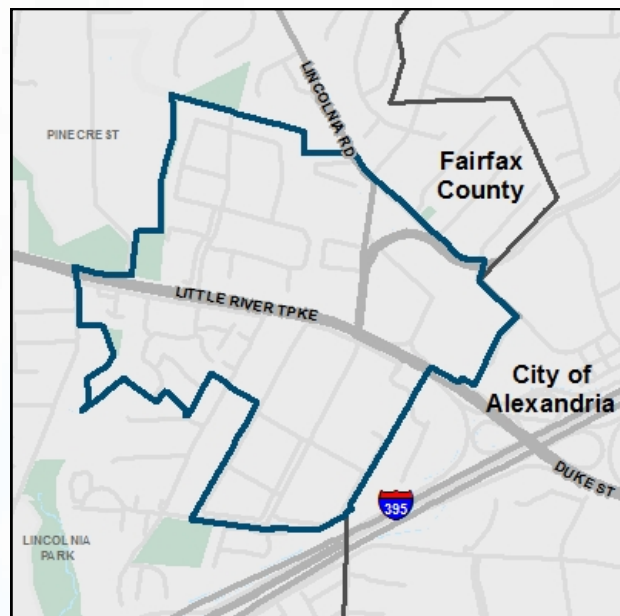 LINCOLNIA RD
PINECREST
Fairfax
County
LITTLE RIVER TPKE
City of
Alexandria
DUKE ST
395
LINCOLNIA
PARK